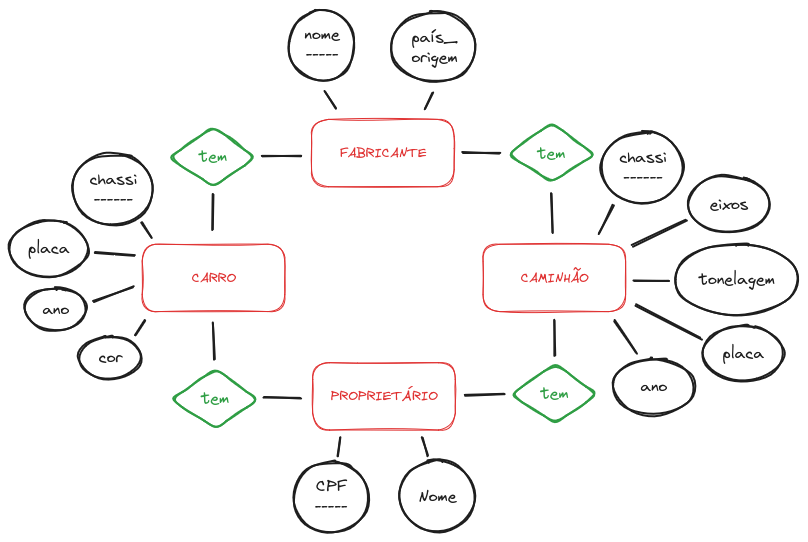 nome
-----
país_
origem
FABRICANTE
tem
tem
chassi
------
placa
ano
cor
CARRO
chassi
------
eixos
tonelagem
placa
ano
CAMINHÃO
tem
tem
PROPRIETÁRIO
CPF
-----
Nome